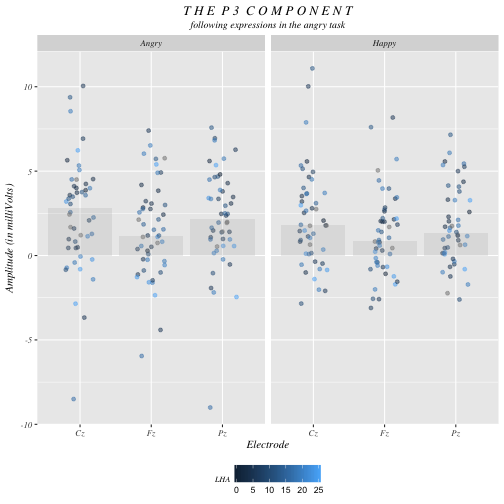 THE P3 COMPONENT
following expressions in the angry task
Angry
Happy
Amplitude (in milliVolts)
10
5
0
-5
-10
Cz
Fz
Pz
Cz
Fz
Pz
Electrode
LHA
0 5 10 15 20 25